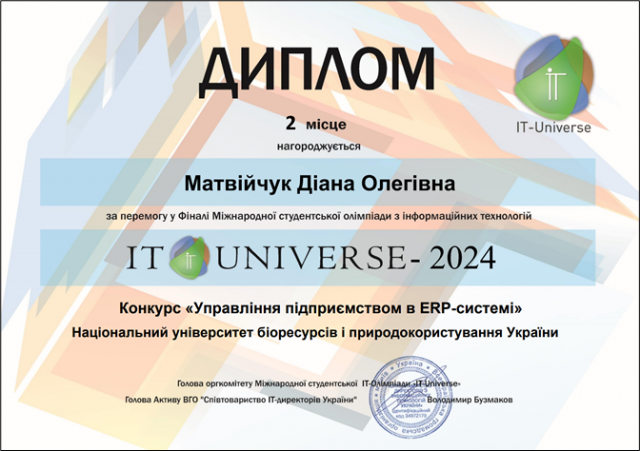 ДИПЛОМ
IT
IT-Universe
2 місце
нагороджується
Матвійчук Діана Олегівна
за перемогу у Фіналі Міжнародної студентської олімпіади з інформаційних технологій
IT UNIVERSE- 2024
Конкурс «Управління підприємством в ERP-системі»
Національний університет біоресурсів і природокористування України
Голова оргкомітету Міжнародної студентської IT-Олімпіади «IT-Universe»
Голова Активу ВГО "Співтовариство ІТ-директорів України" Володимир Бузмаков
Україна